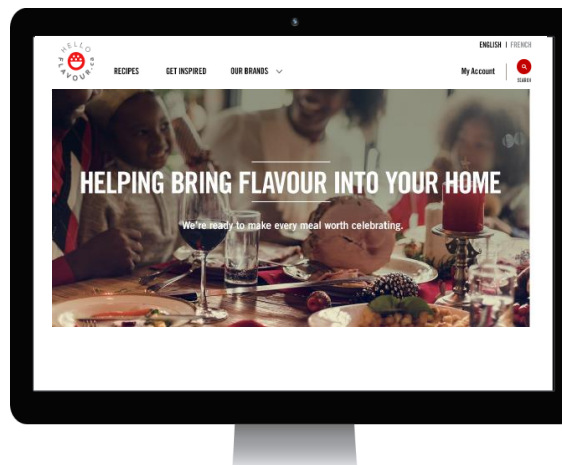 HELLO
FLAVOUR.ca
ENGLISH | FRENCH
RECIPES GET INSPIRED OUR BRANDS My Account
SEARCH
HELPING BRING FLAVOUR INTO YOUR HOME
We're ready to make every meal worth celebrating.